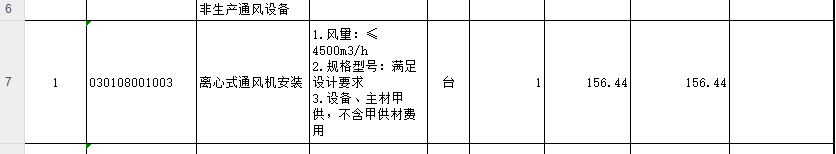 6
非生产通风设备
7
1
030108001003
离心式通风机安装
1.风量：≤
4500m3/h
2.规格型号：满足
设计要求
3.设备、主材甲
供，不含甲供材费
用
台
1
156.44
156.44